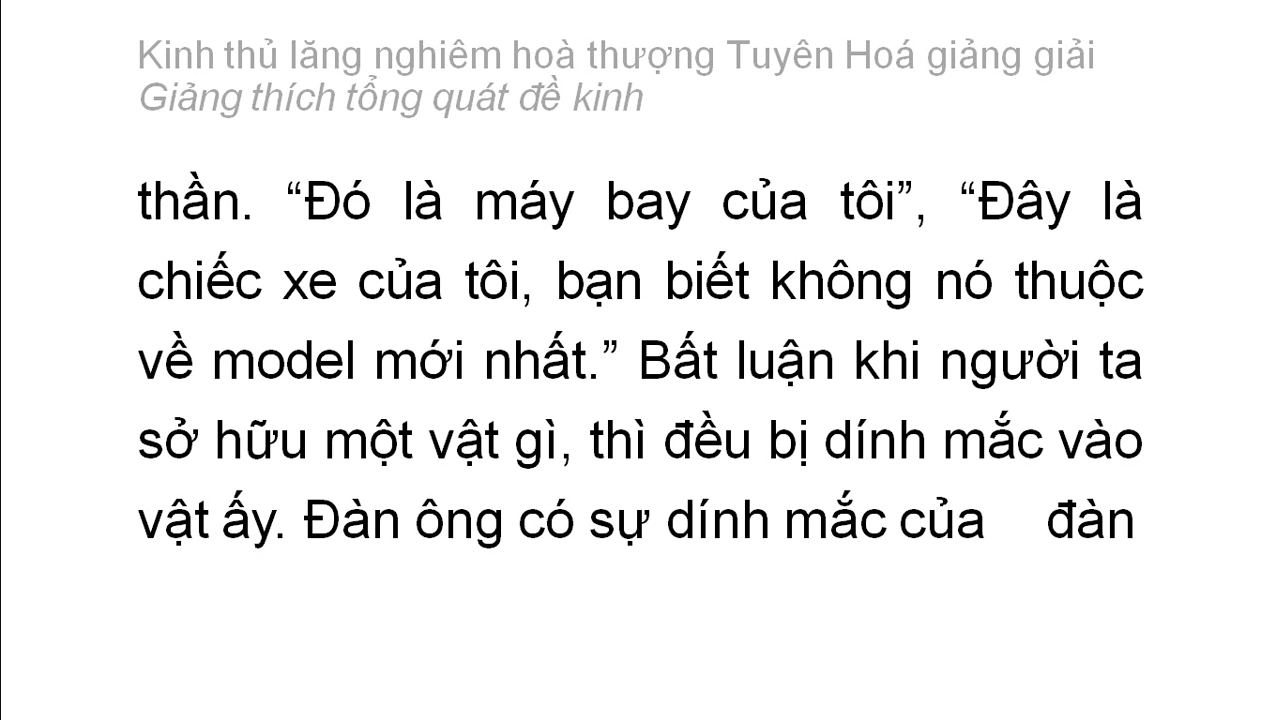 Kinh thủ lăng nghiêm hoà thượng Tuyên Hoá giảng giải
Giảng thích tổng quát đề kinh
thần. “Đó là máy bay của tôi”, “Đây là
chiếc xe của tôi, bạn biết không nó thuộc
về model mới nhất.” Bất luận khi người ta
sở hữu một vật gì, thì đều bị dính mắc vào
vật ấy. Đàn ông có sự dính mắc của đàn